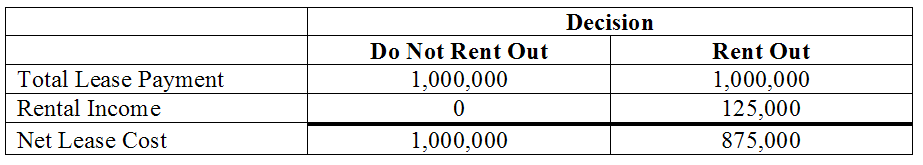 Decision
Do Not Rent Out Rent Out
Total Lease Payment 1,000,000 1,000,000
Rental Income 0 125,000
Net Lease Cost 1,000,000 875,000